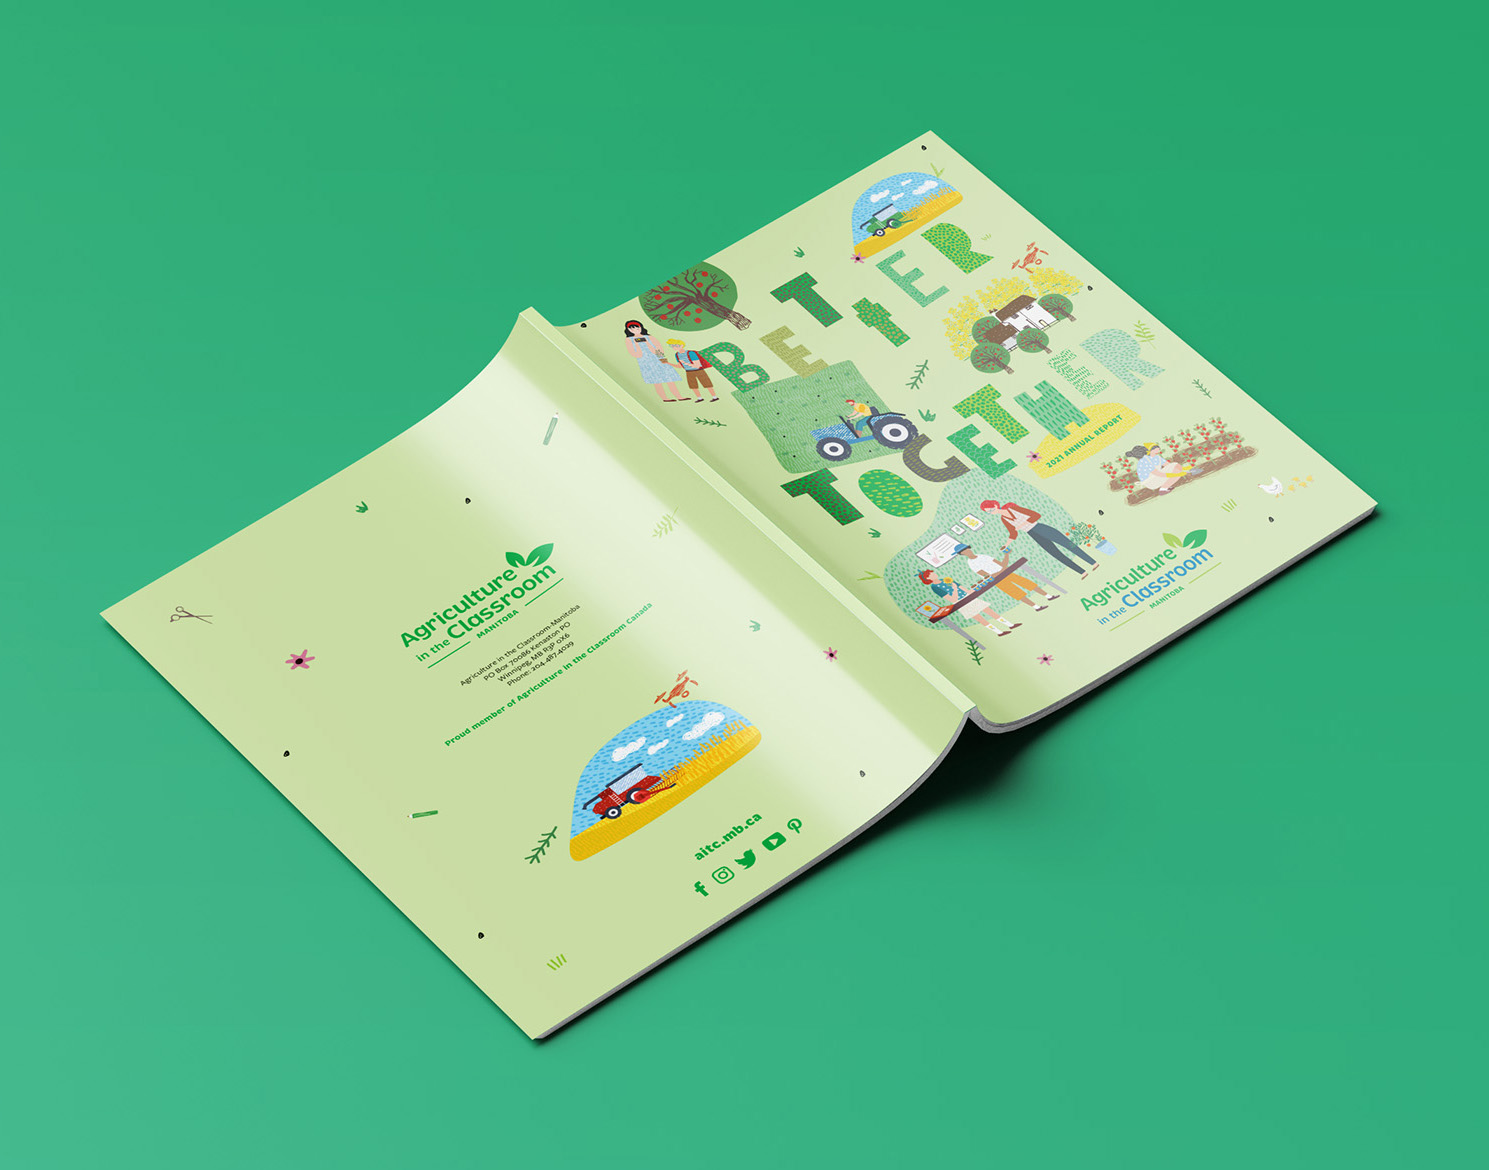 BETTER
TOGETHER
2021 ANNUAL REPORT
Agriculture
in the Classroom
MANITOBA
Agriculture
in the Classroom
MANITOBA
Agriculture in the Classroom-Manitoba
PO Box 70086 Kenaston PO
Winnipeg, MB R3P 0X6
Phone: 204.487.4029
Proud member of Agriculture in the Classroom Canada
aitc.mb.ca